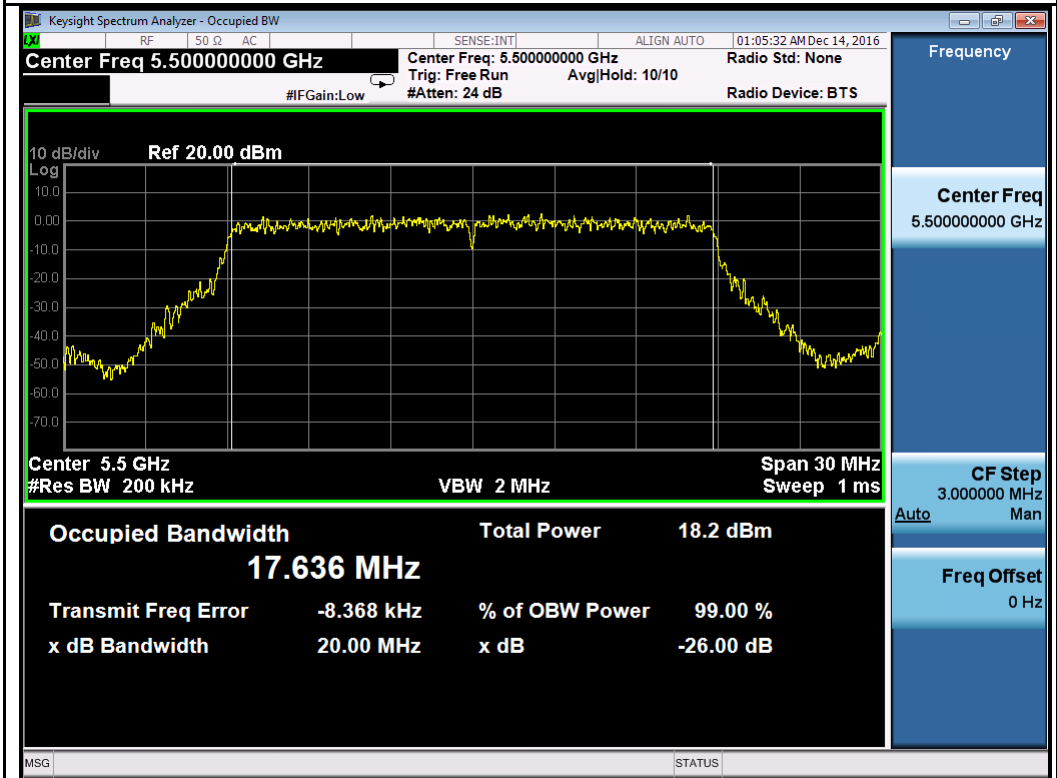 Keysight Spectrum Analyzer - Occupied BW
LXI RF 50 Ω AC SENSE:INT ALIGN AUTO 01:05:32 AM Dec 14, 2016
Center Freq 5.500000000 GHz
#IFGain:Low
Center Freq: 5.500000000 GHz
Trig: Free Run Avg|Hold: 10/10
#Atten: 24 dB
Radio Std: None
Radio Device: BTS
10 dB/div Ref 20.00 dBm
Log
10.0
0.00
-10.0
-20.0
-30.0
-40.0
-50.0
-60.0
-70.0
Center 5.5 GHz Span 30 MHz
#Res BW 200 kHz VBW 2 MHz Sweep 1 ms
Occupied Bandwidth Total Power 18.2 dBm
17.636 MHz
Transmit Freq Error -8.368 kHz % of OBW Power 99.00 %
x dB Bandwidth 20.00 MHz x dB -26.00 dB
Frequency
Center Freq
5.500000000 GHz
CF Step
3.000000 MHz
Auto Man
Freq Offset
0 Hz
MSG STATUS